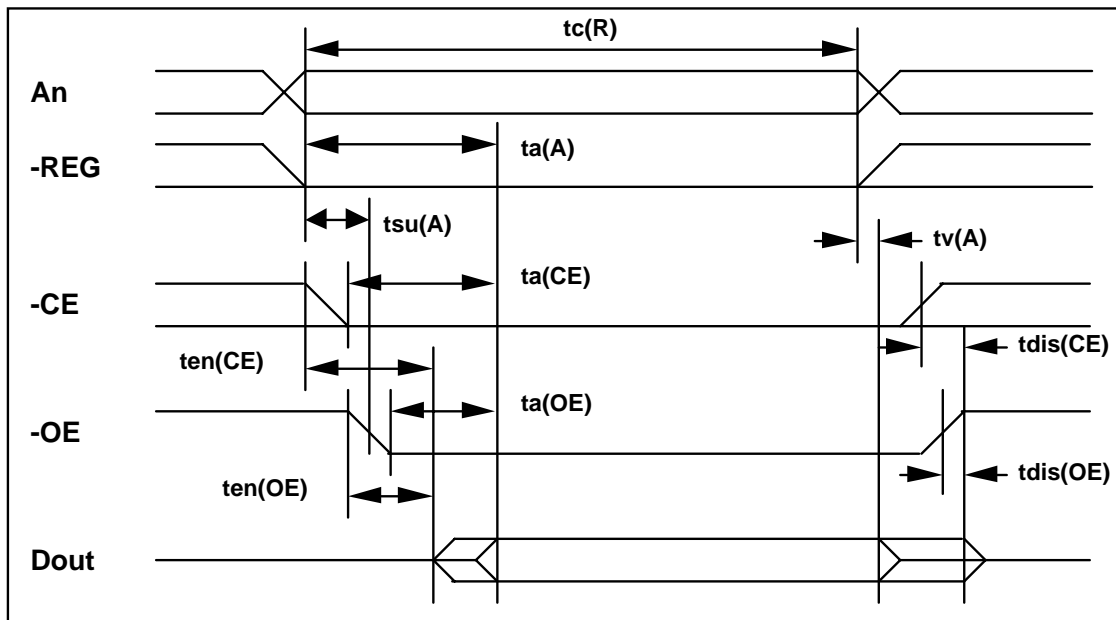 tc(R)
An
ta(A)
-REG
tsu(A)
tv(A)
ta(CE)
-CE
ten(CE)
tdis(CE)
ta(OE)
-OE
tdis(OE)
ten(OE)
Dout